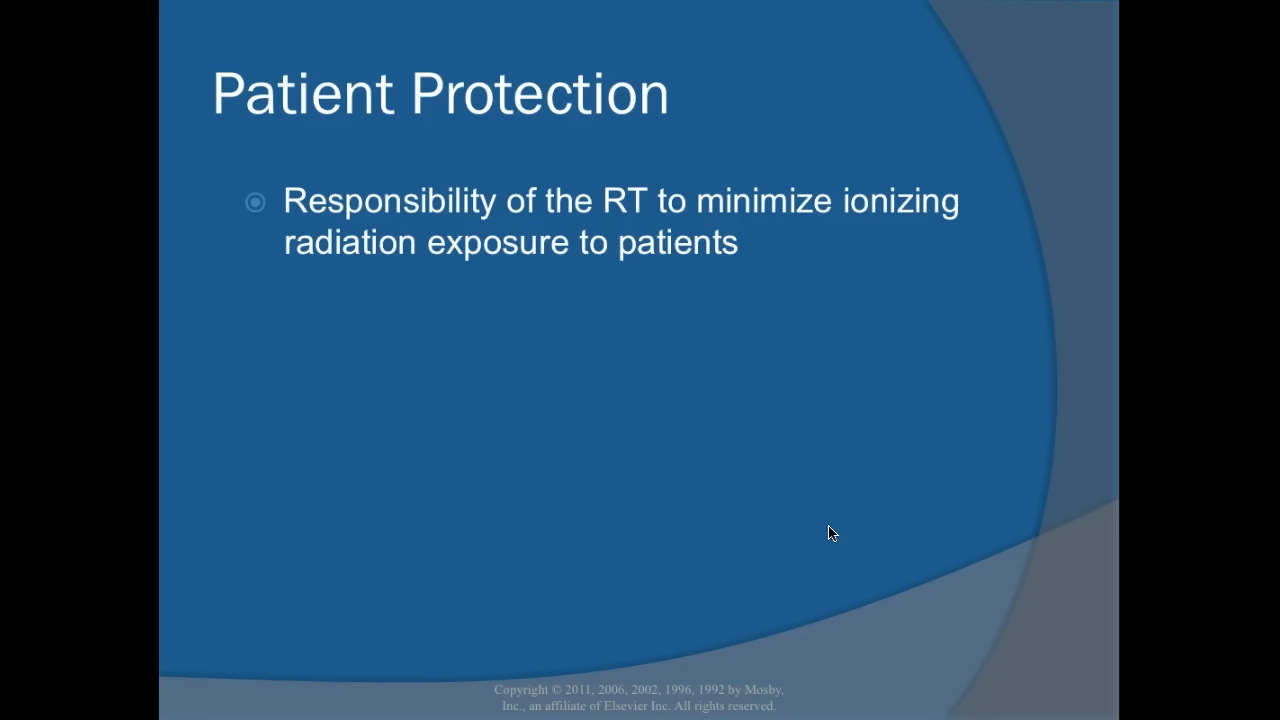 Patient Protection
Responsibility of the RT to minimize ionizing
radiation exposure to patients
Copyright © 2011, 2006, 2002, 1996, 1992 by Mosby,
Inc., an affiliate of Elsevier Inc. All rights reserved.